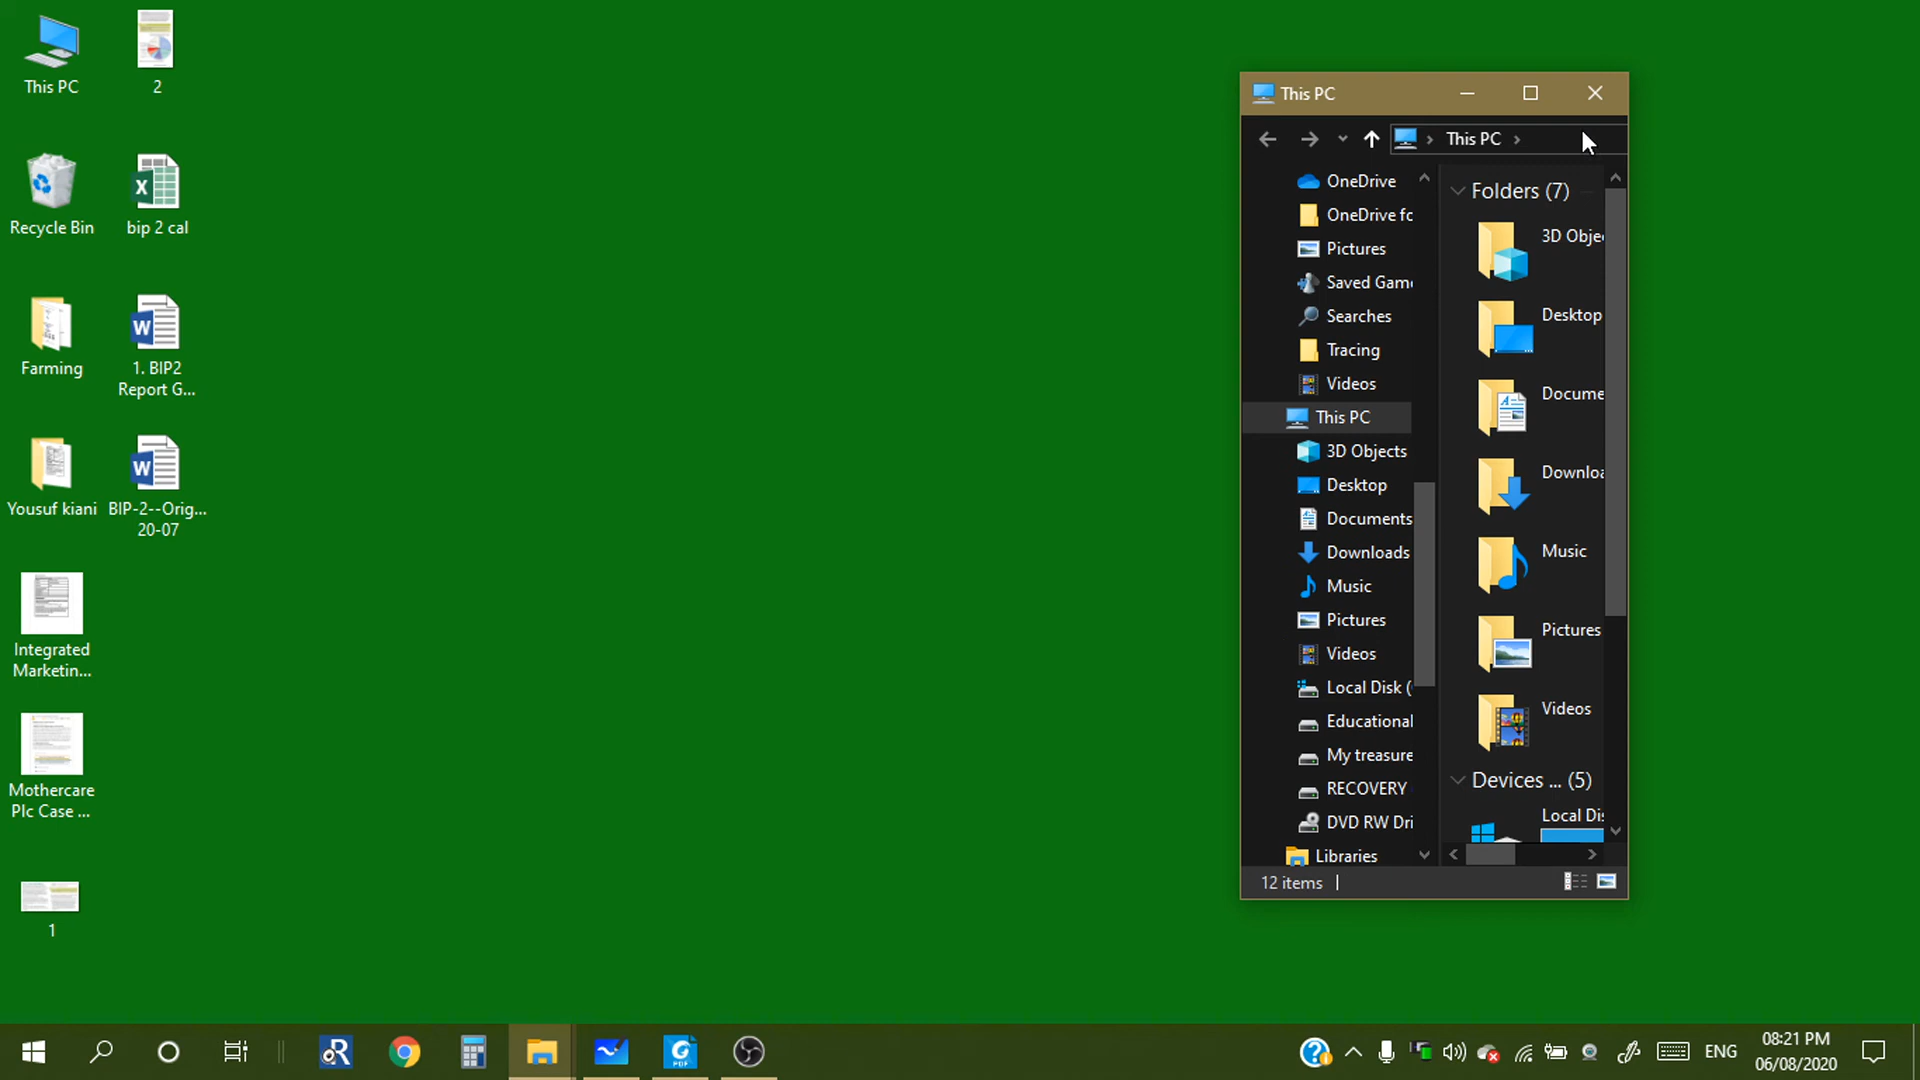 This PC
2
Recycle Bin
bip 2 cal
Farming
1. BIP2
Report G...
Yousuf kiani
BIP-2--Orig...
20-07
Integrated
Marketin...
Mothercare
Plc Case ...
1
This PC
This PC
OneDrive
OneDrive fo
Pictures
Saved Game
Searches
Tracing
Videos
This PC
3D Objects
Desktop
Documents
Downloads
Music
Pictures
Videos
Local Disk (
Educational
My treasure
RECOVERY
DVD RW Dri
Libraries
Folders (7)
3D Obje
Desktop
Docume
Downloa
Music
Pictures
Videos
Devices ... (5)
Local Dis
12 items
ENG
08:21 PM
06/08/2020